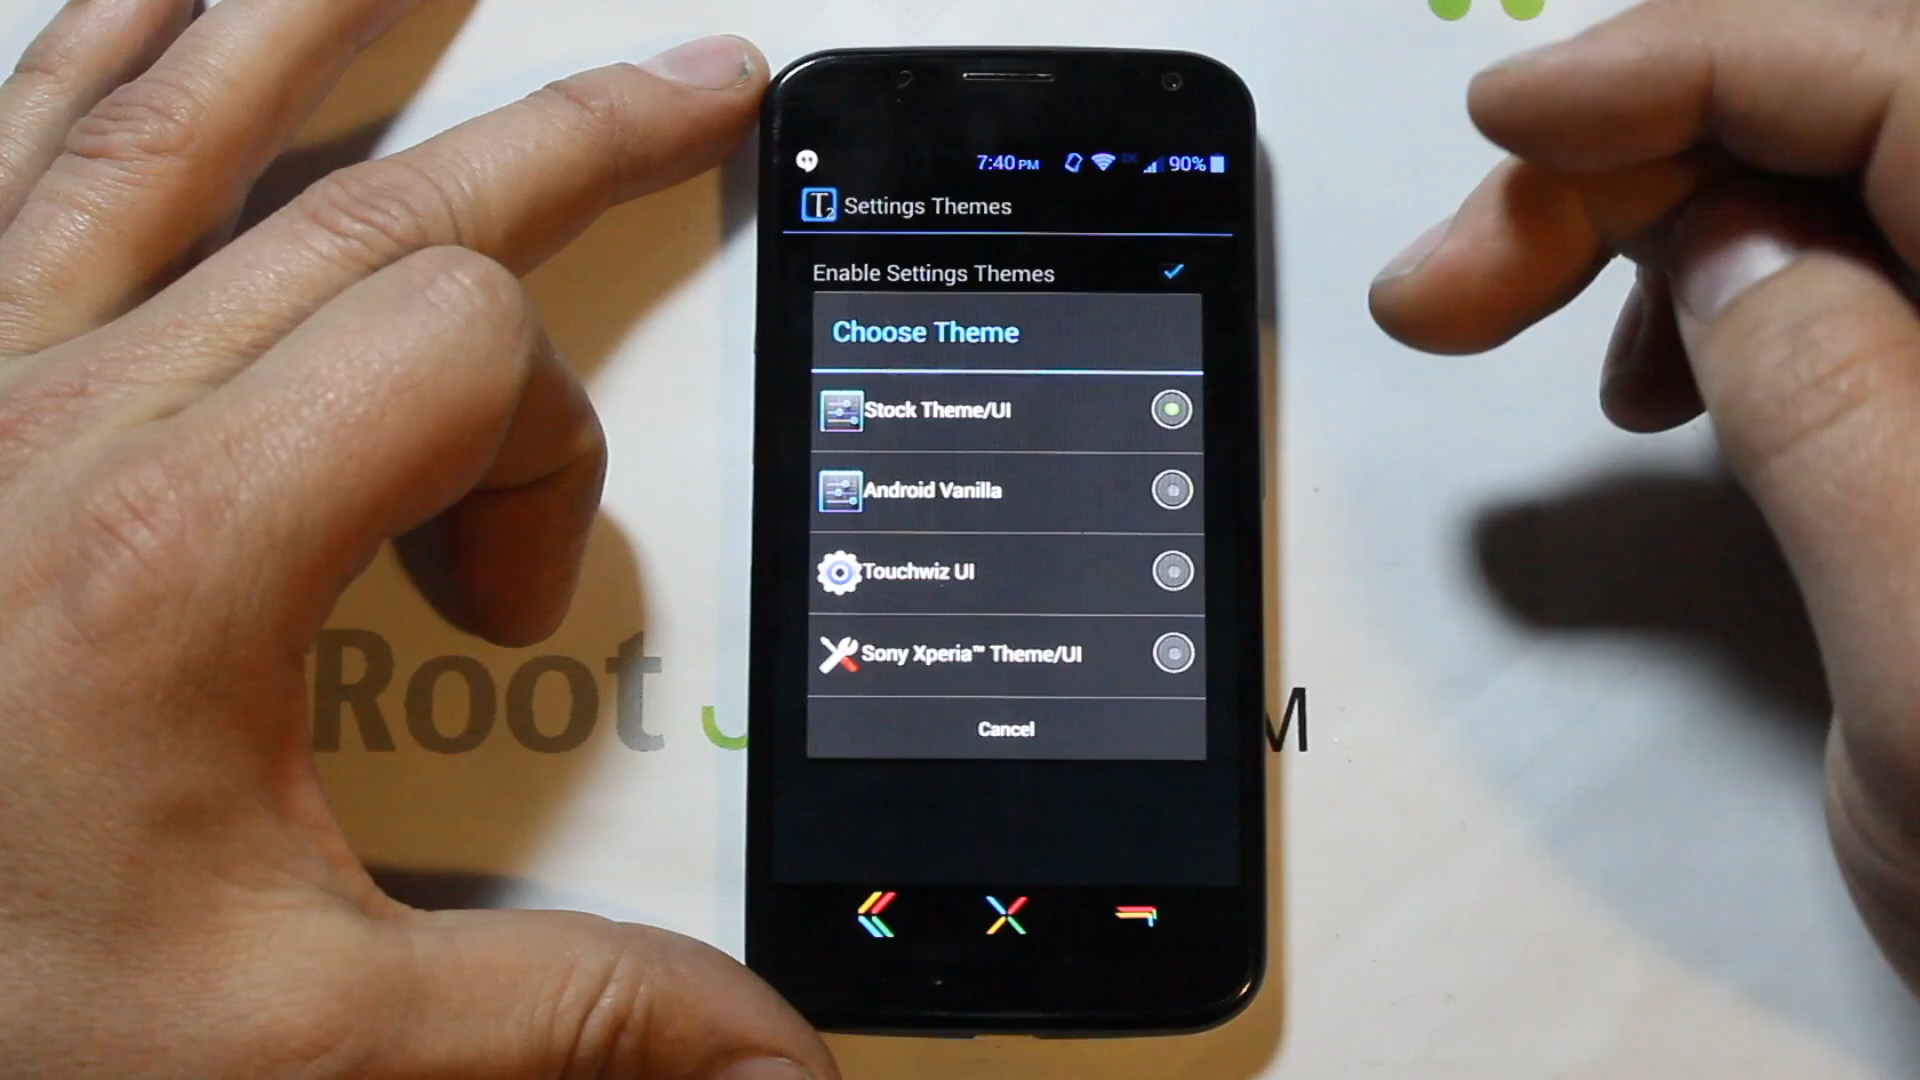 7:40 PM 90%
T2 Settings Themes
Enable Settings Themes
Choose Theme
Stock Theme/UI
Android Vanilla
Touchwiz UI
Sony Xperia™ Theme/UI
Cancel
Root J M